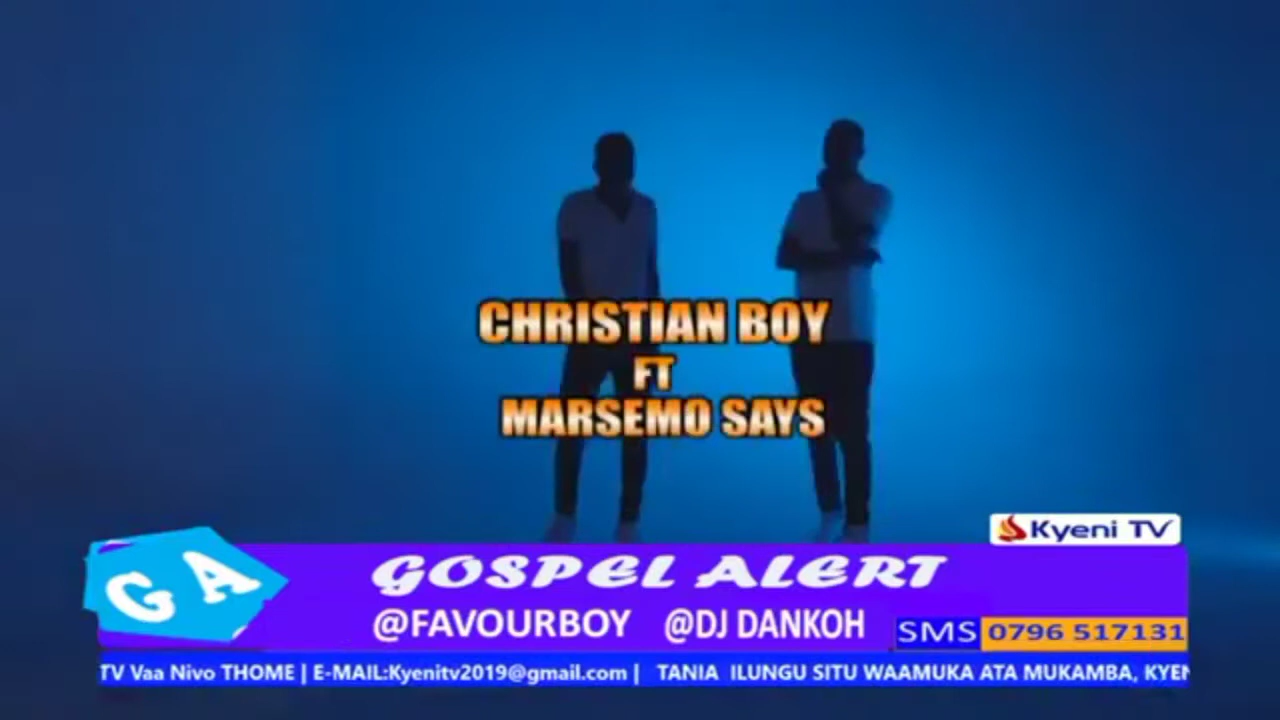 CHRISTIAN BOY
FT
MARSEMO SAYS
Kyeni TV
GA
GOSPEL ALERT
@FAVOURBOY @DJ DANKOH
SMS 0796 517131
TV Vaa Nivo THOME | E-MAIL:Kyenitv2019@gmail.com | TANIA ILUNGU SITU WAAMUKA ATA MUKAMBA, KYEN